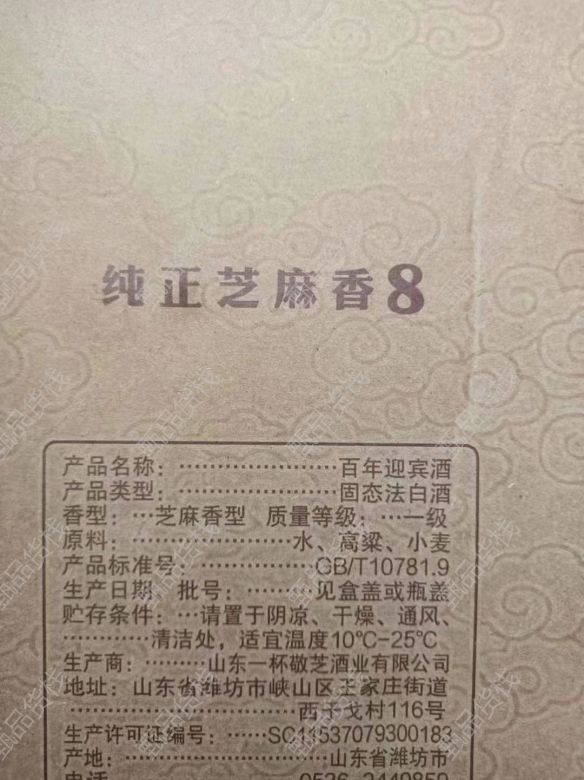 纯正芝麻香8
产品名称：……………………百年迎宾酒
产品类型：……………………固态法白酒
香型：…芝麻香型 质量等级：…一级
原料：……………………水、高粱、小麦
产品标准号：………………GB/T10781.9
生产日期 批号：………见盒盖或瓶盖
贮存条件：…请置于阴凉、干燥、通风、
…………清洁处，适宜温度10℃-25℃
生产商：………山东一杯敬芝酒业有限公司
地址：山东省潍坊市峡山区王家庄街道
……………………………西子戈村116号
生产许可证编号：……SC11537079300183
产地：……………………山东省潍坊市
电话
甄品货栈